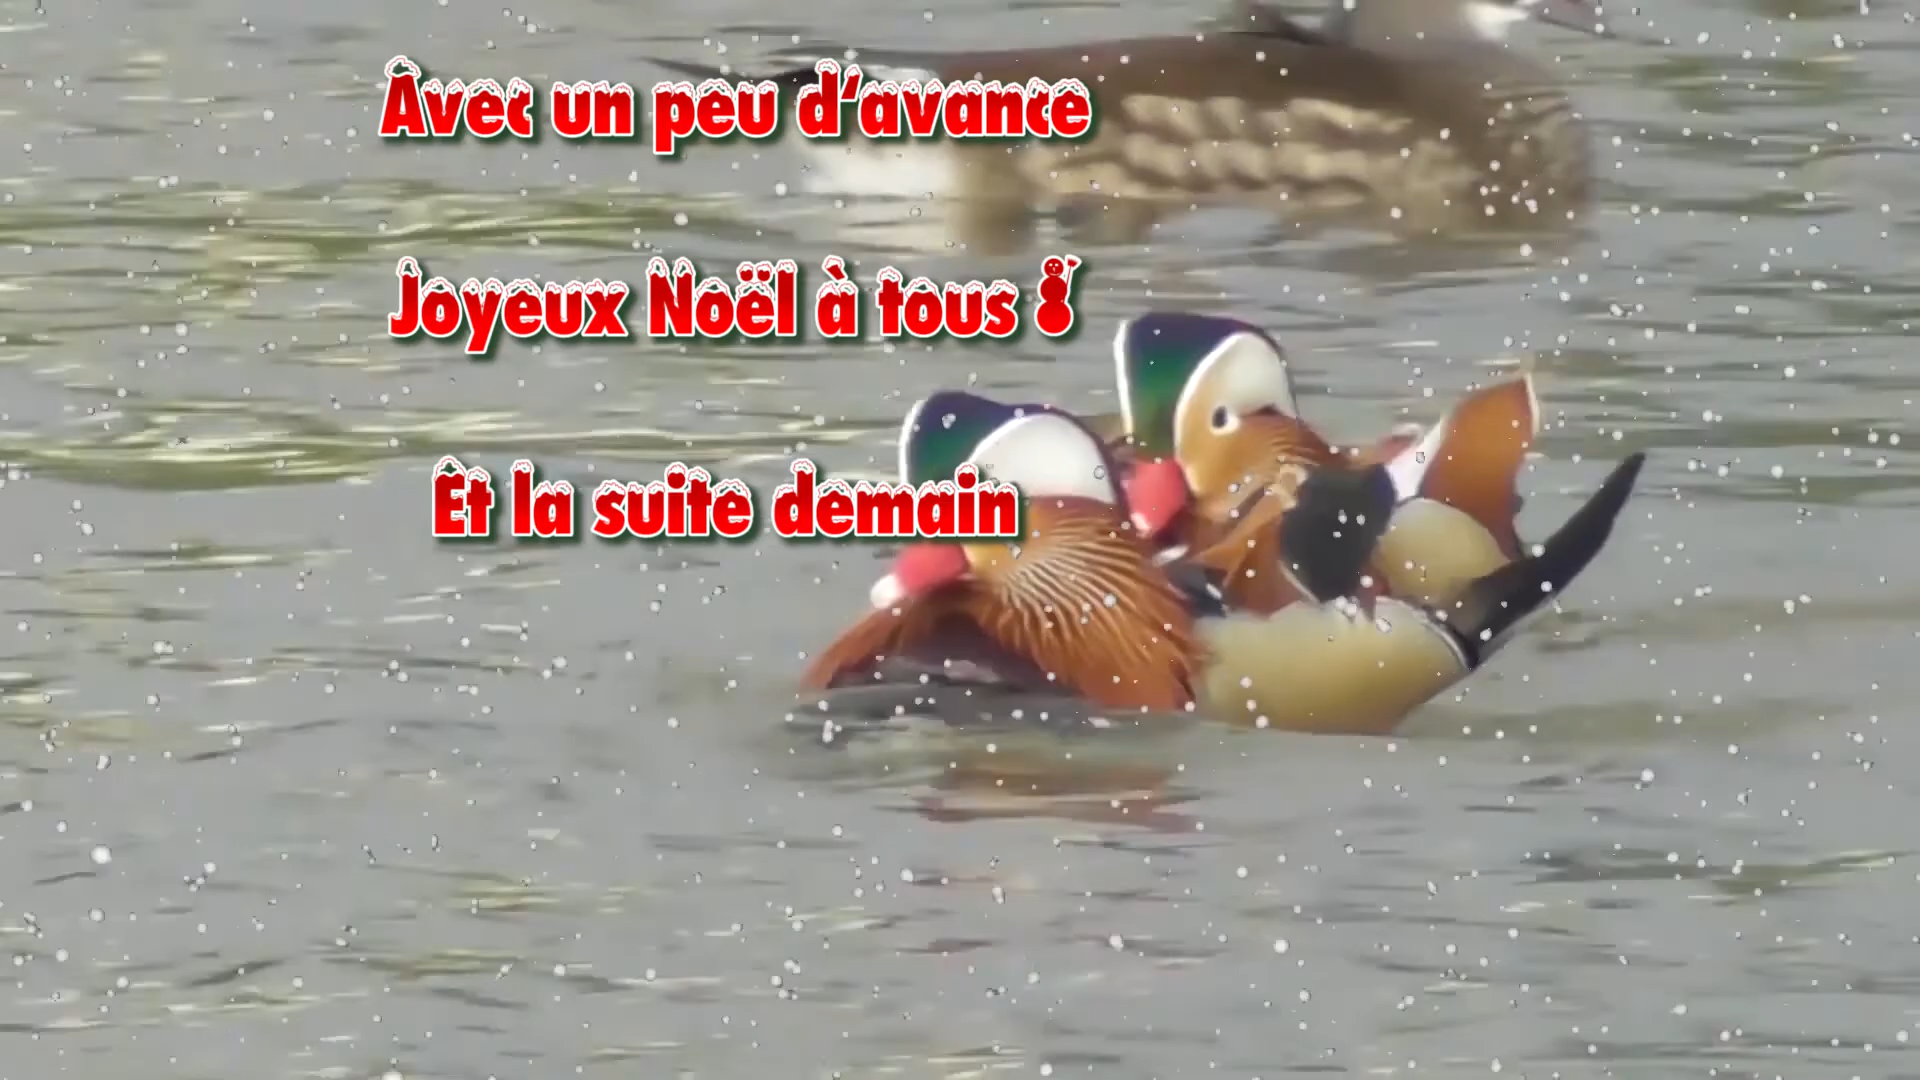 Avec un peu d'avance
Joyeux Noël à tous !
Et la suite demain